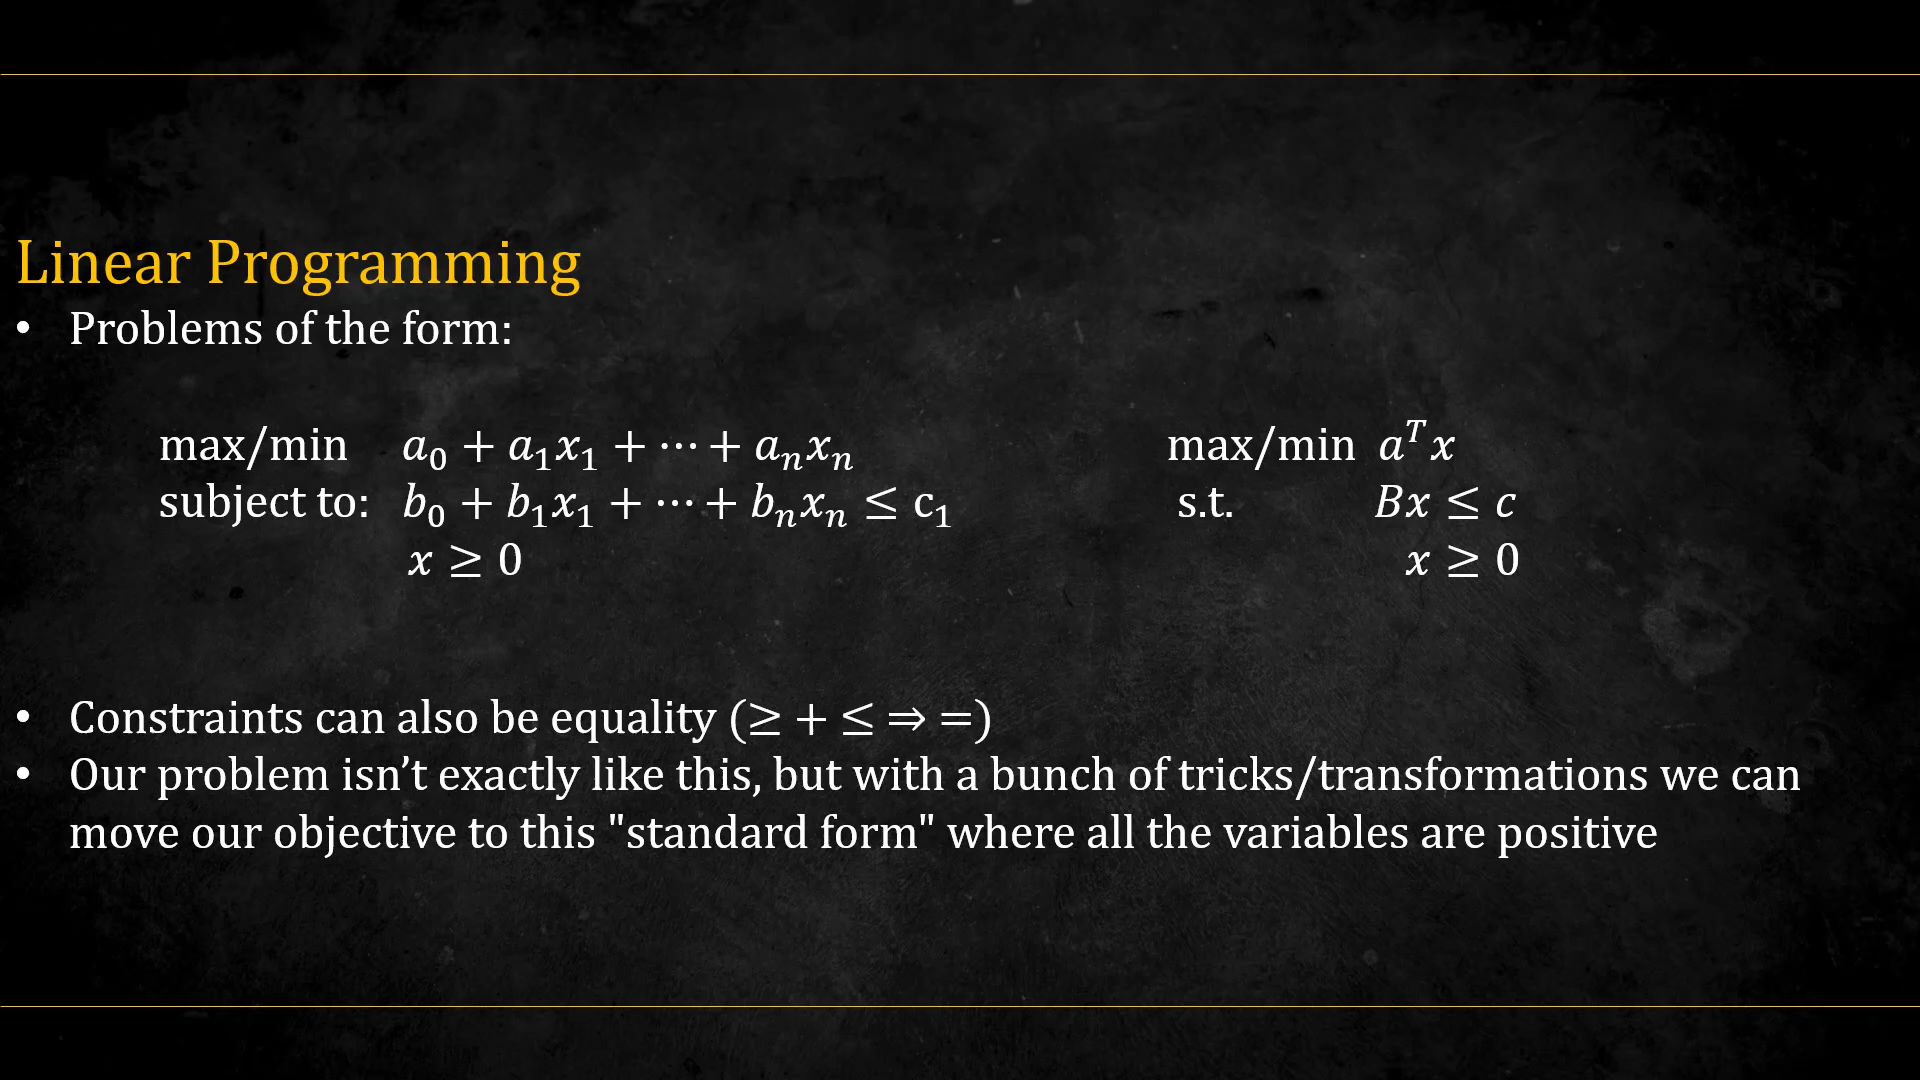 Linear Programming
• Problems of the form:
max/min a₀ + a₁x₁ + ⋯ + aₙxₙ
subject to: b₀ + b₁x₁ + ⋯ + bₙxₙ ≤ c₁
x ≥ 0
max/min aᵀx
s.t. Bx ≤ c
x ≥ 0
• Constraints can also be equality (≥ + ≤ ⇒ =)
• Our problem isn’t exactly like this, but with a bunch of tricks/transformations we can
move our objective to this "standard form" where all the variables are positive